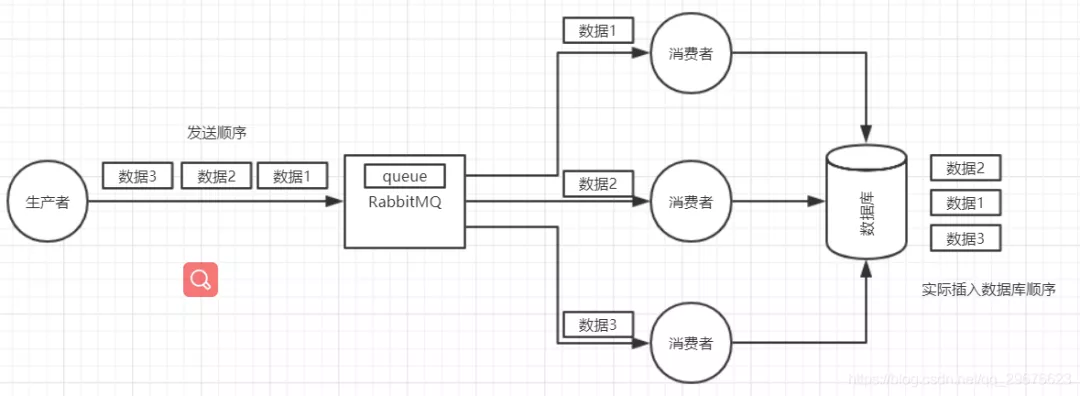 数据1
消费者
发送顺序
数据3
数据2
数据1
生产者
queue
RabbitMQ
数据2
消费者
数据库
数据2
数据1
数据3
实际插入数据库顺序
数据3
消费者
https://blog.csdn.net/qq_29676623